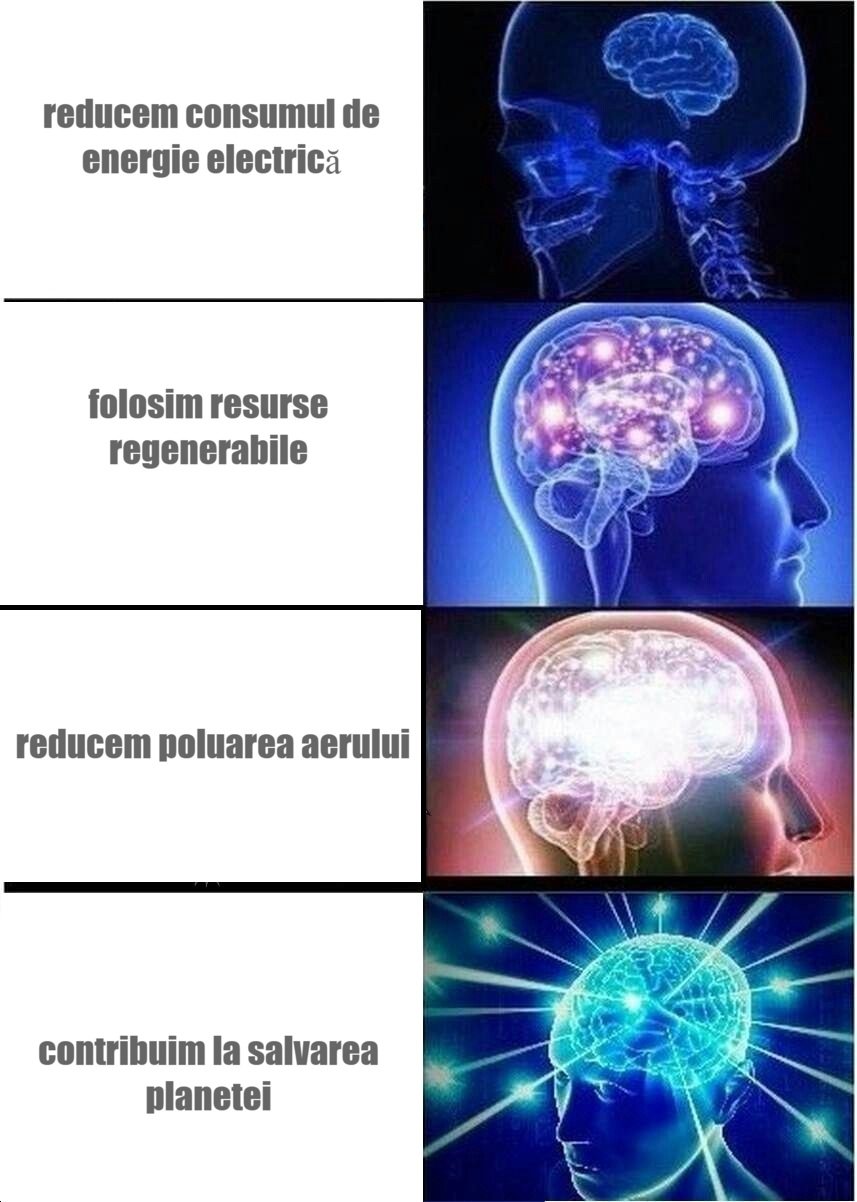 reducem consumul de
energie electrică
folosim resurse
regenerabile
reducem poluarea aerului
contribuim la salvarea
planetei